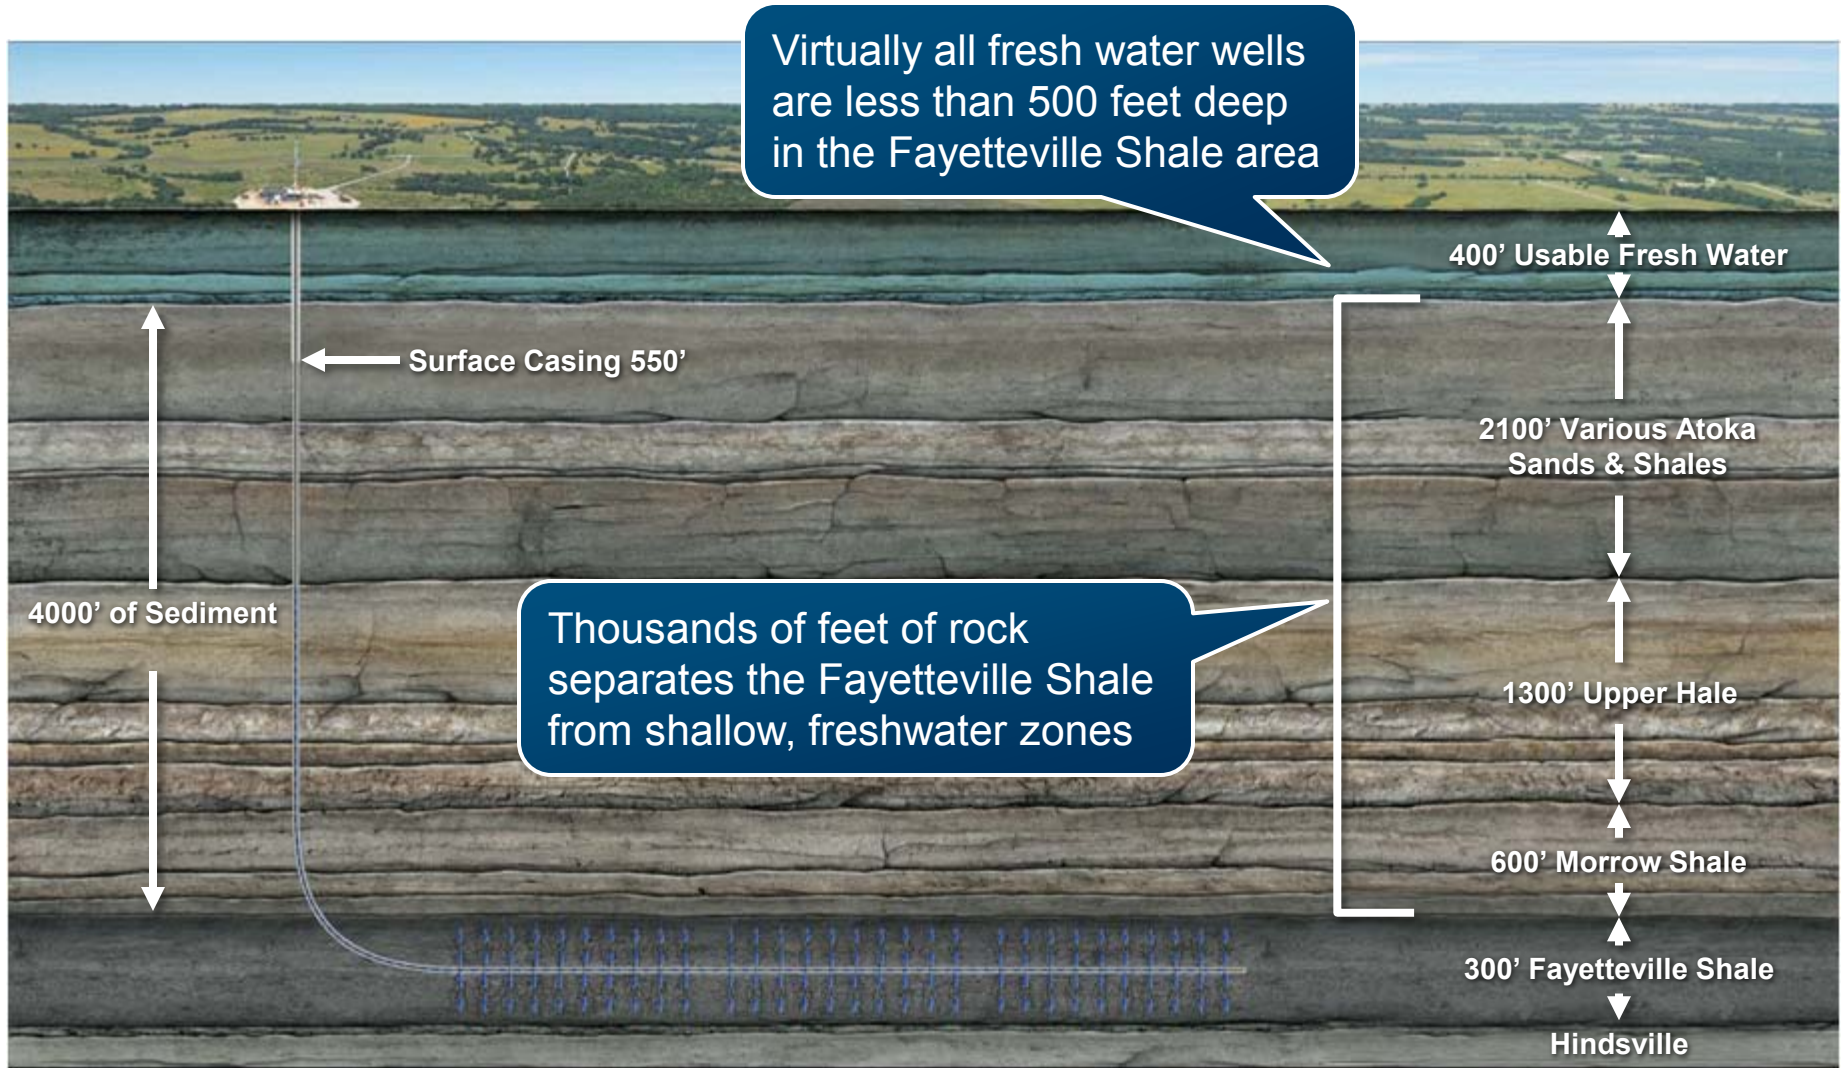 Virtually all fresh water wells
are less than 500 feet deep
in the Fayetteville Shale area
400’ Usable Fresh Water
Surface Casing 550’
2100’ Various Atoka
Sands & Shales
4000’ of Sediment
Thousands of feet of rock
separates the Fayetteville Shale
from shallow, freshwater zones
1300’ Upper Hale
600’ Morrow Shale
300’ Fayetteville Shale
Hindsville